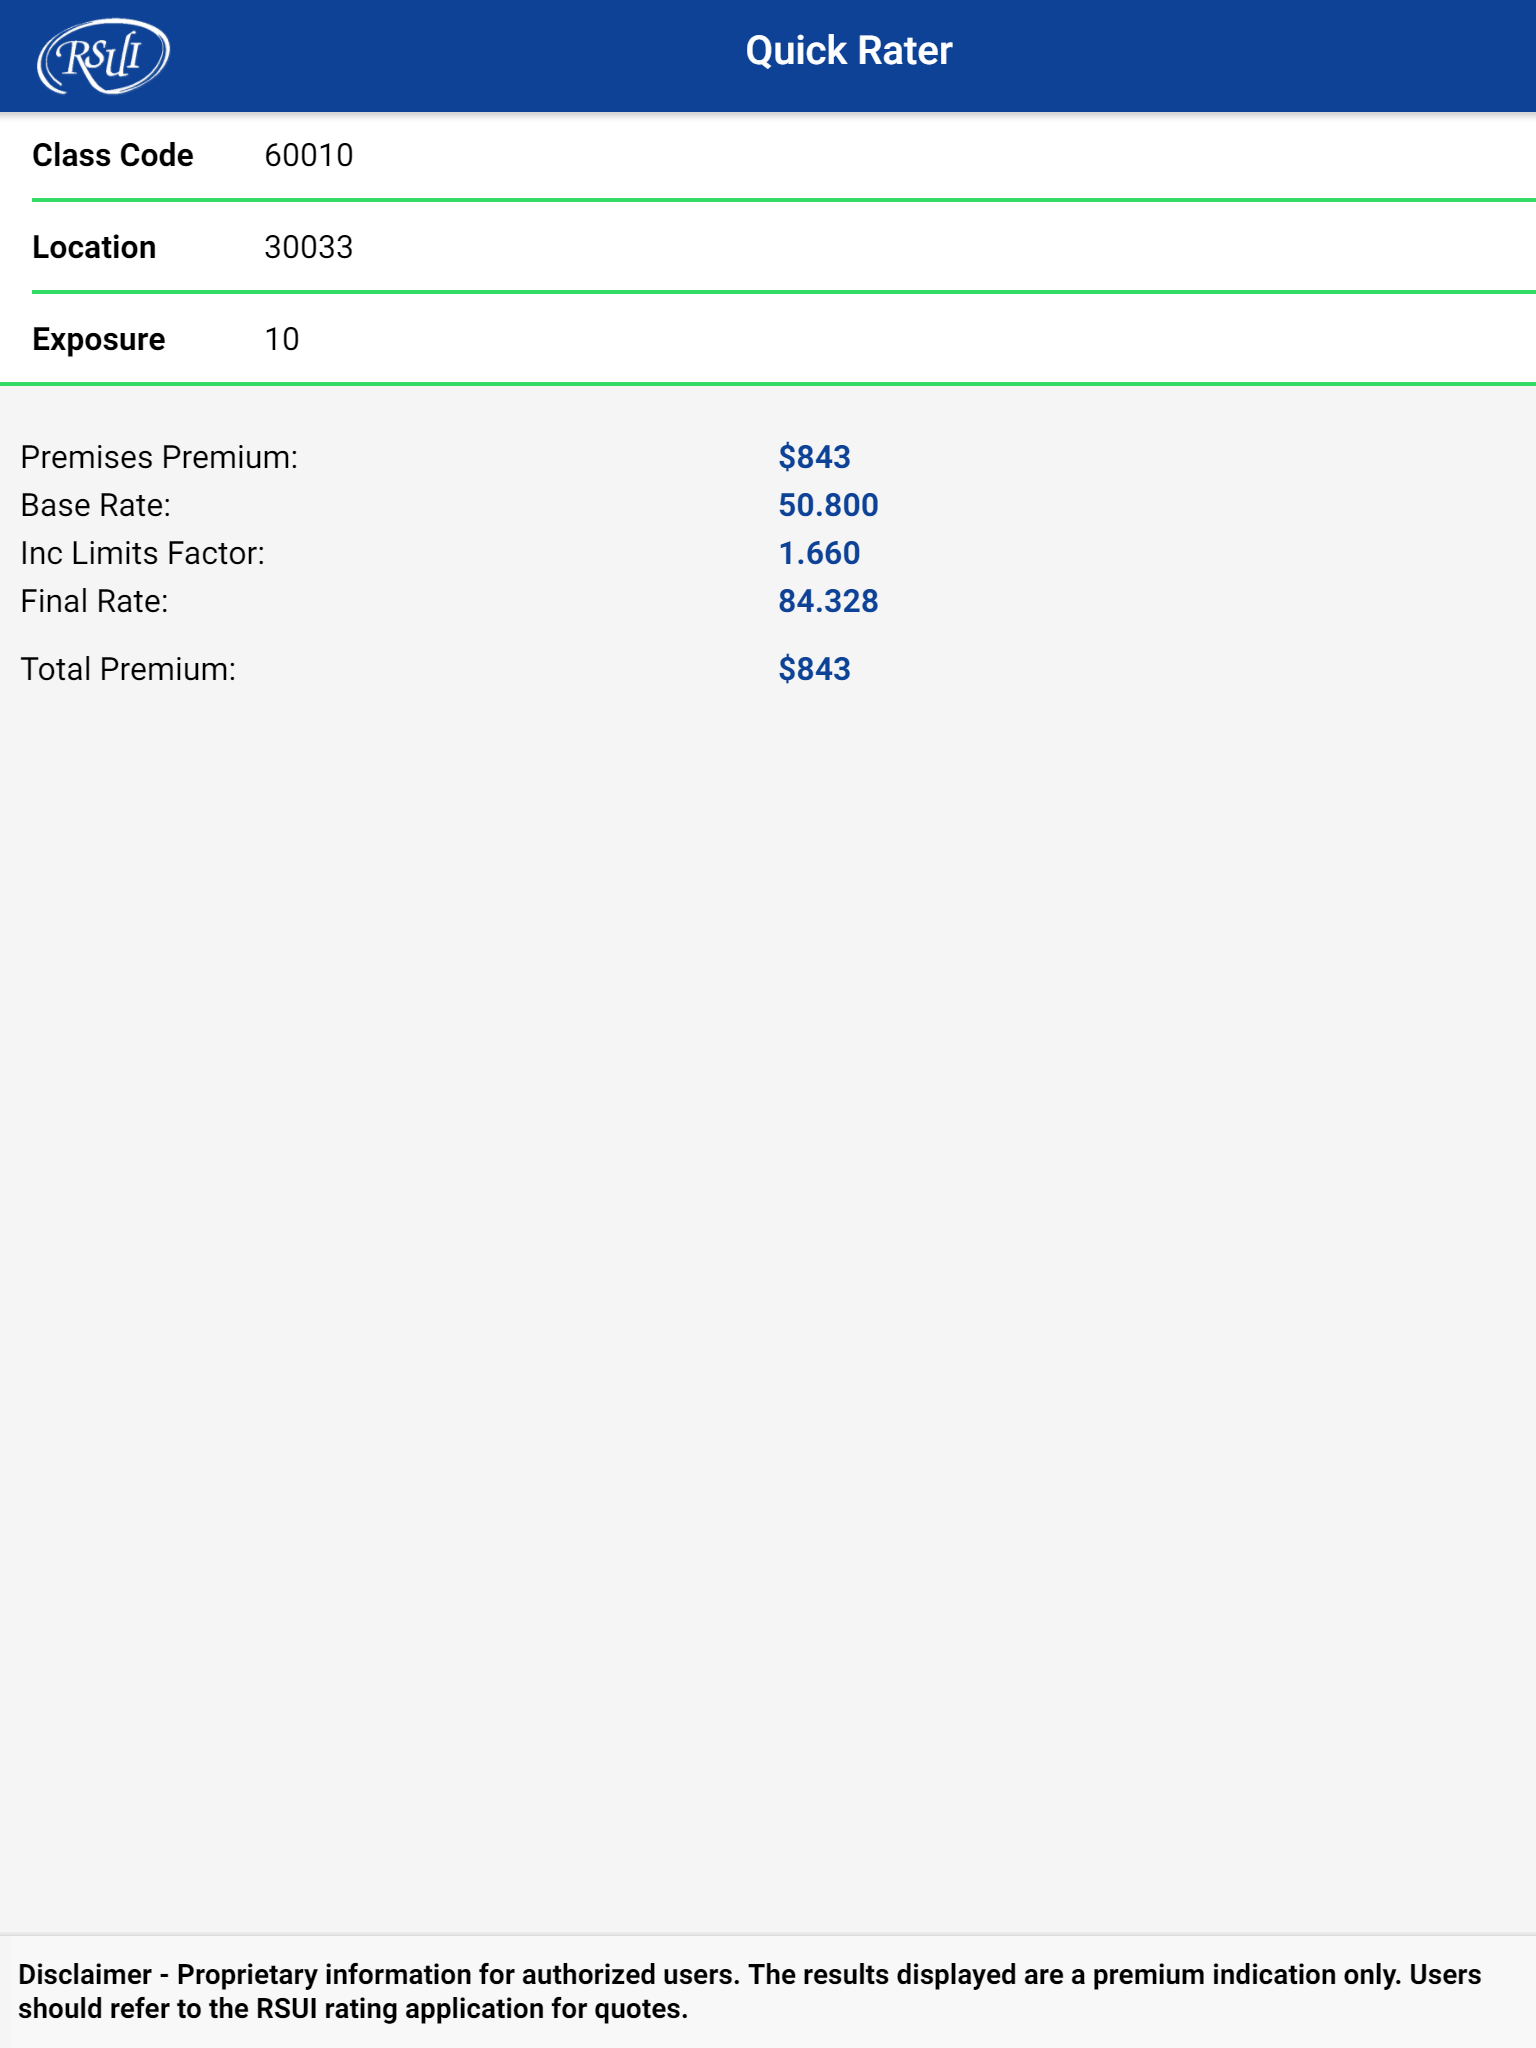 RSUI
Quick Rater
Class Code 60010
Location 30033
Exposure 10
Premises Premium: $843
Base Rate: 50.800
Inc Limits Factor: 1.660
Final Rate: 84.328
Total Premium: $843
Disclaimer - Proprietary information for authorized users. The results displayed are a premium indication only. Users
should refer to the RSUI rating application for quotes.